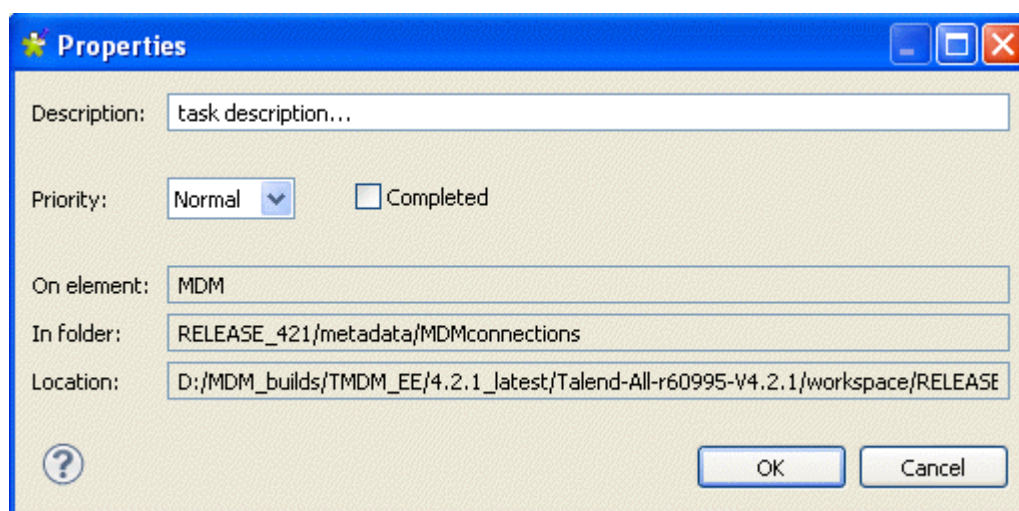 Properties
Description: task description...
Priority: Normal Completed
On element: MDM
In folder: RELEASE_421/metadata/MDMconnections
Location: D:/MDM_builds/TMDM_EE/4.2.1_latest/Talend-All-r60995-V4.2.1/workspace/RELEASE
?
OK Cancel